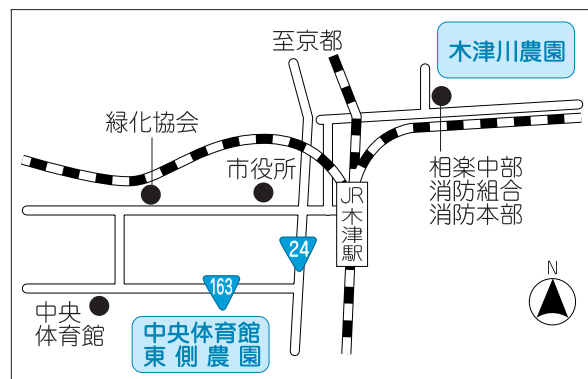 至京都
木津川農園
緑化協会
市役所
相楽中部
消防組合
消防本部
JR木津駅
24
163
中央
体育館
中央体育館
東側農園
N